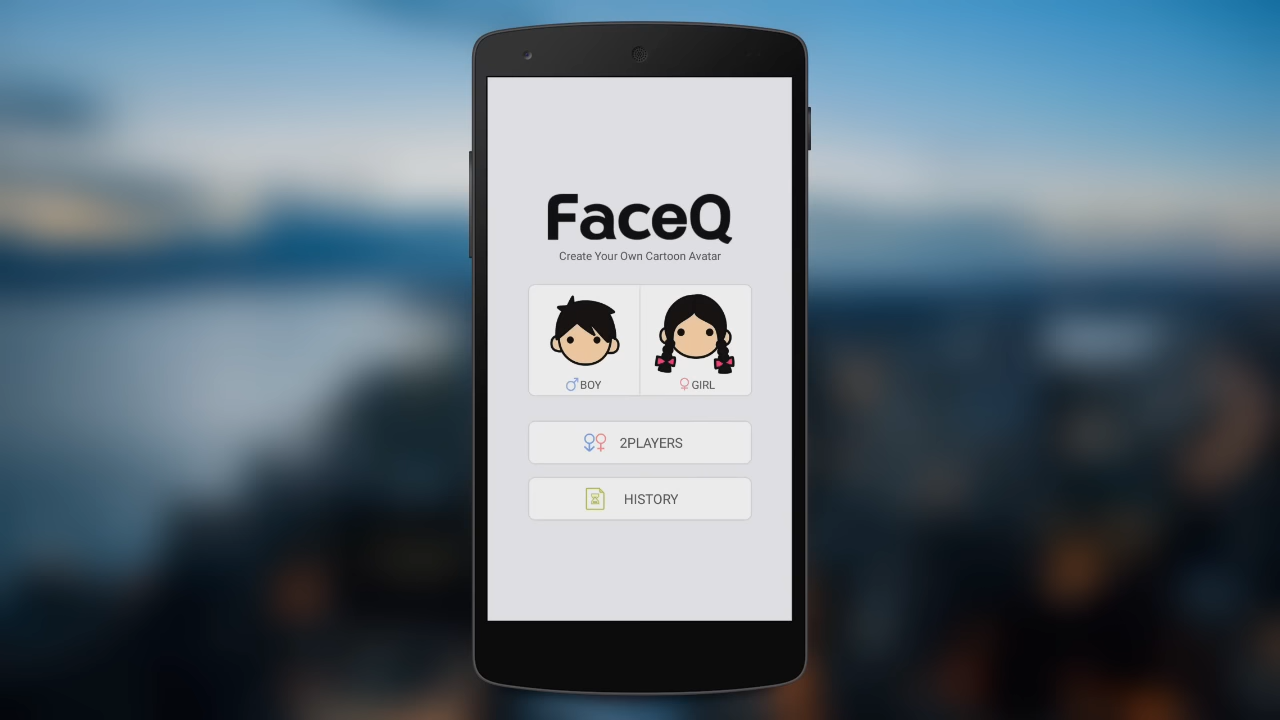 FaceQ
Create Your Own Cartoon Avatar
BOY
GIRL
2PLAYERS
HISTORY